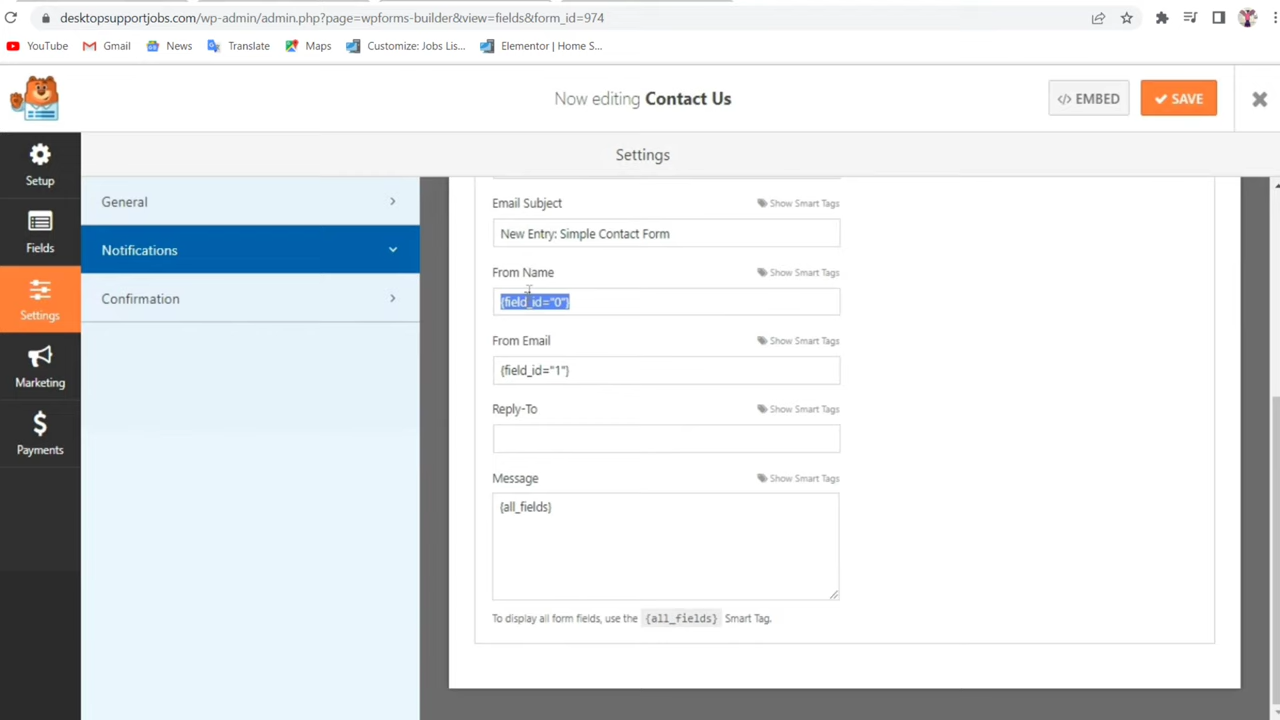 desktopsupportjobs.com/wp-admin/admin.php?page=wpforms-builder&view=fields&form_id=974
YouTube Gmail News Translate Maps Customize: Jobs Lis... Elementor | Home S...
Now editing Contact Us
</> EMBED
SAVE
Settings
Setup
Fields
Settings
Marketing
$
Payments
General
Notifications
Confirmation
Email Subject
Show Smart Tags
New Entry: Simple Contact Form
From Name
Show Smart Tags
{field_id="0"}
From Email
Show Smart Tags
{field_id="1"}
Reply-To
Show Smart Tags
Message
Show Smart Tags
{all_fields}
To display all form fields, use the {all_fields} Smart Tag.